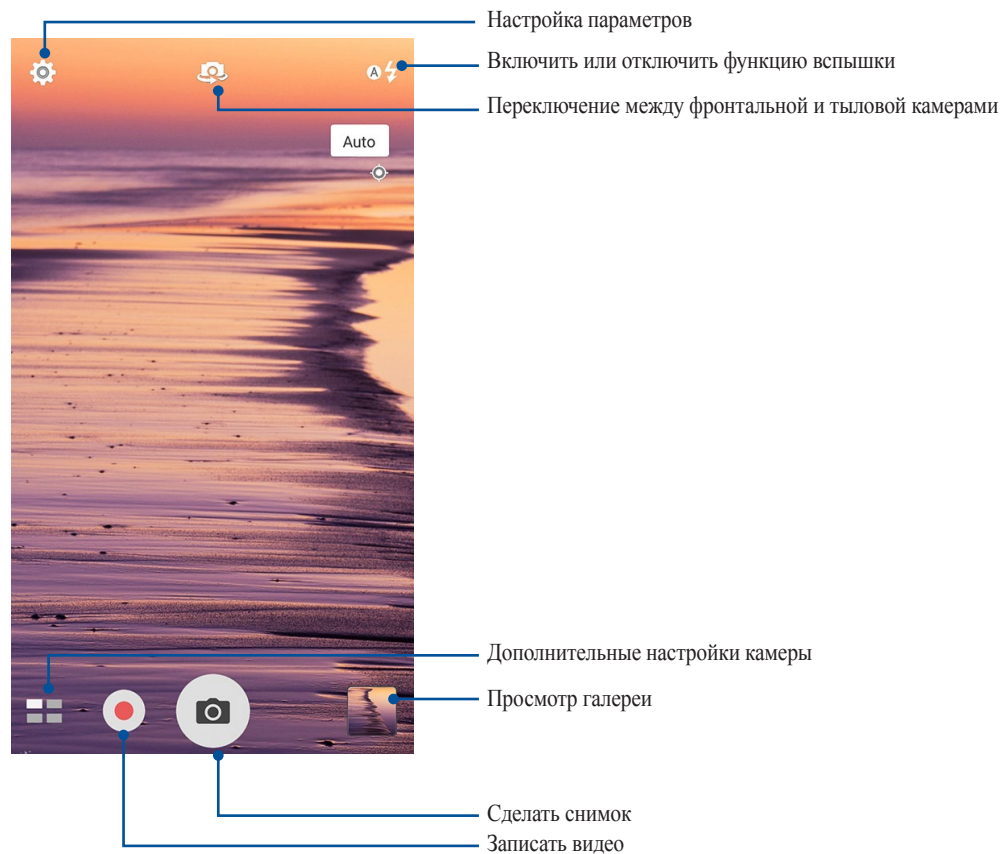 Настройка параметров
Включить или отключить функцию вспышки
Переключение между фронтальной и тыловой камерами
A
Auto
Дополнительные настройки камеры
Просмотр галереи
Сделать снимок
Записать видео